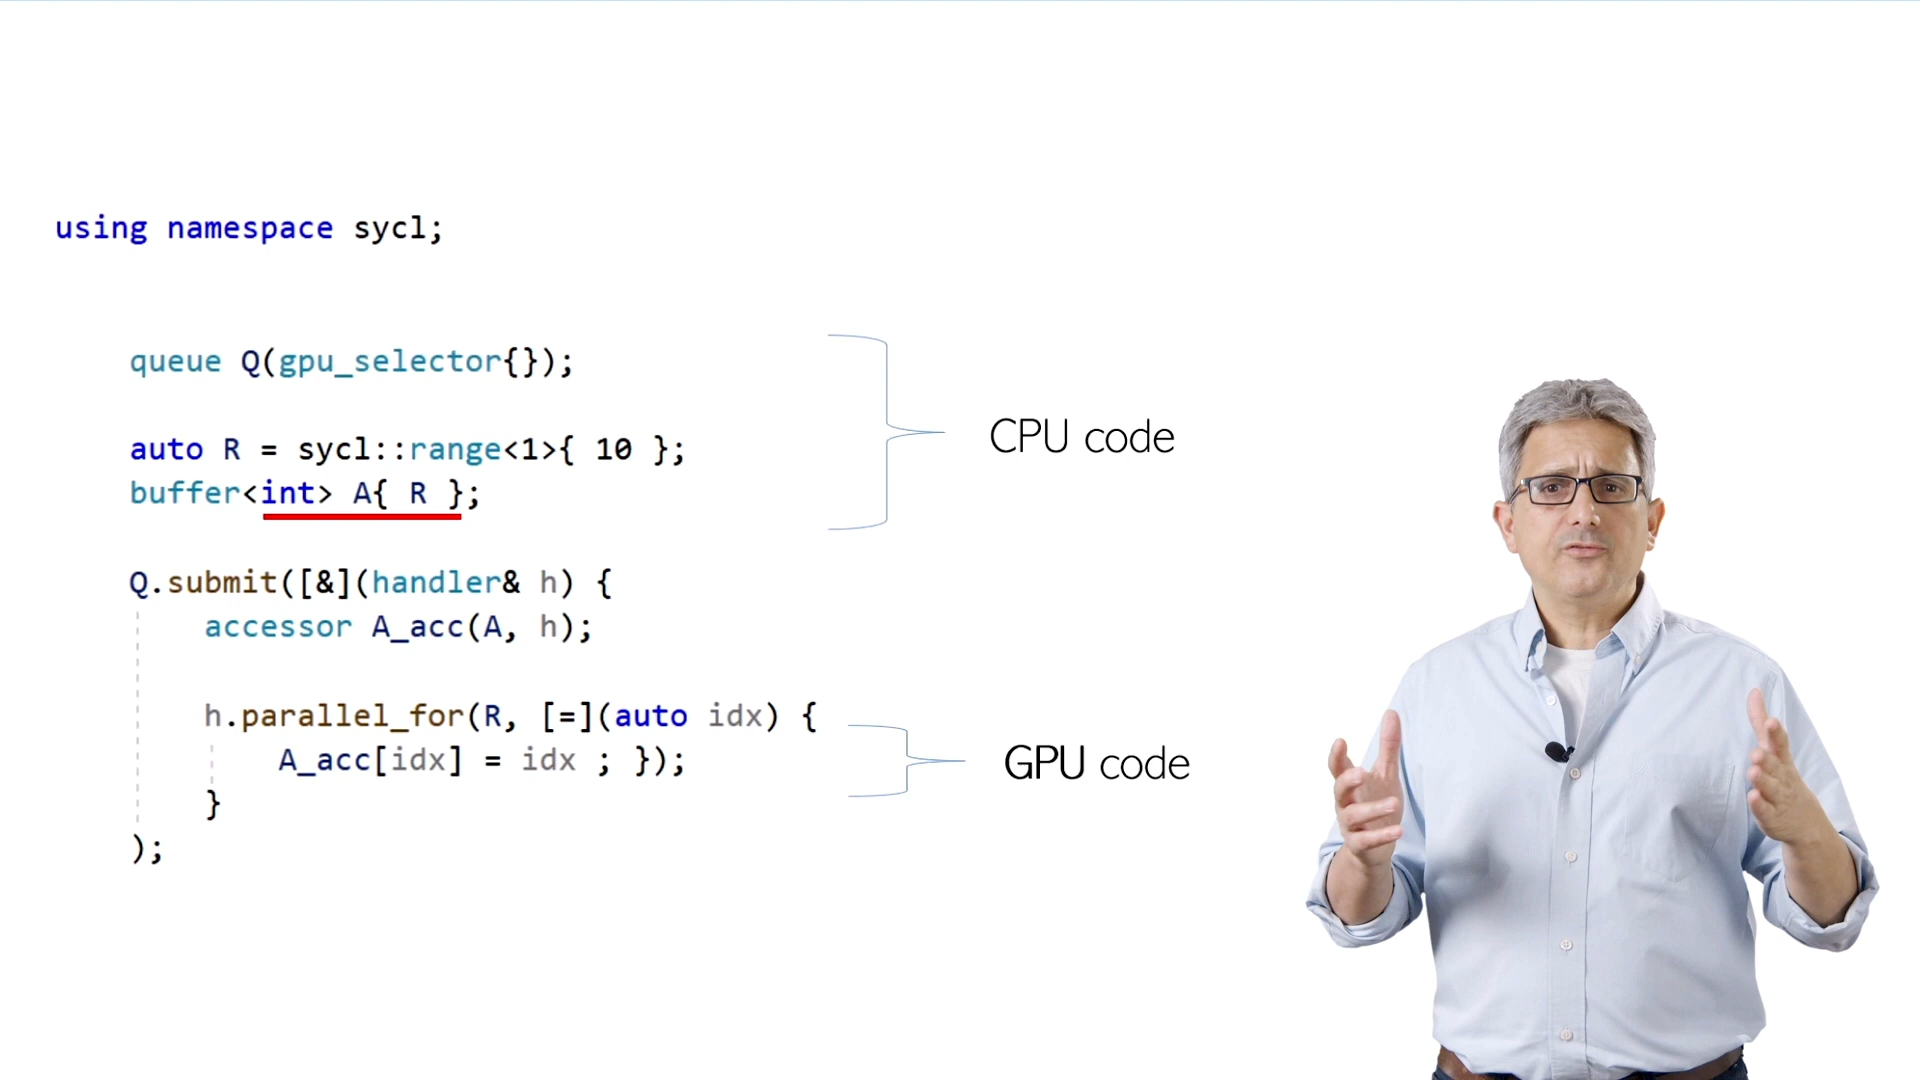 using namespace sycl;
queue Q(gpu_selector{});
auto R = sycl::range<1>{ 10 };
buffer<int> A{ R };
CPU code
Q.submit([&](handler& h) {
accessor A_acc(A, h);
h.parallel_for(R, [=](auto idx) {
A_acc[idx] = idx ; });
GPU code
}
);